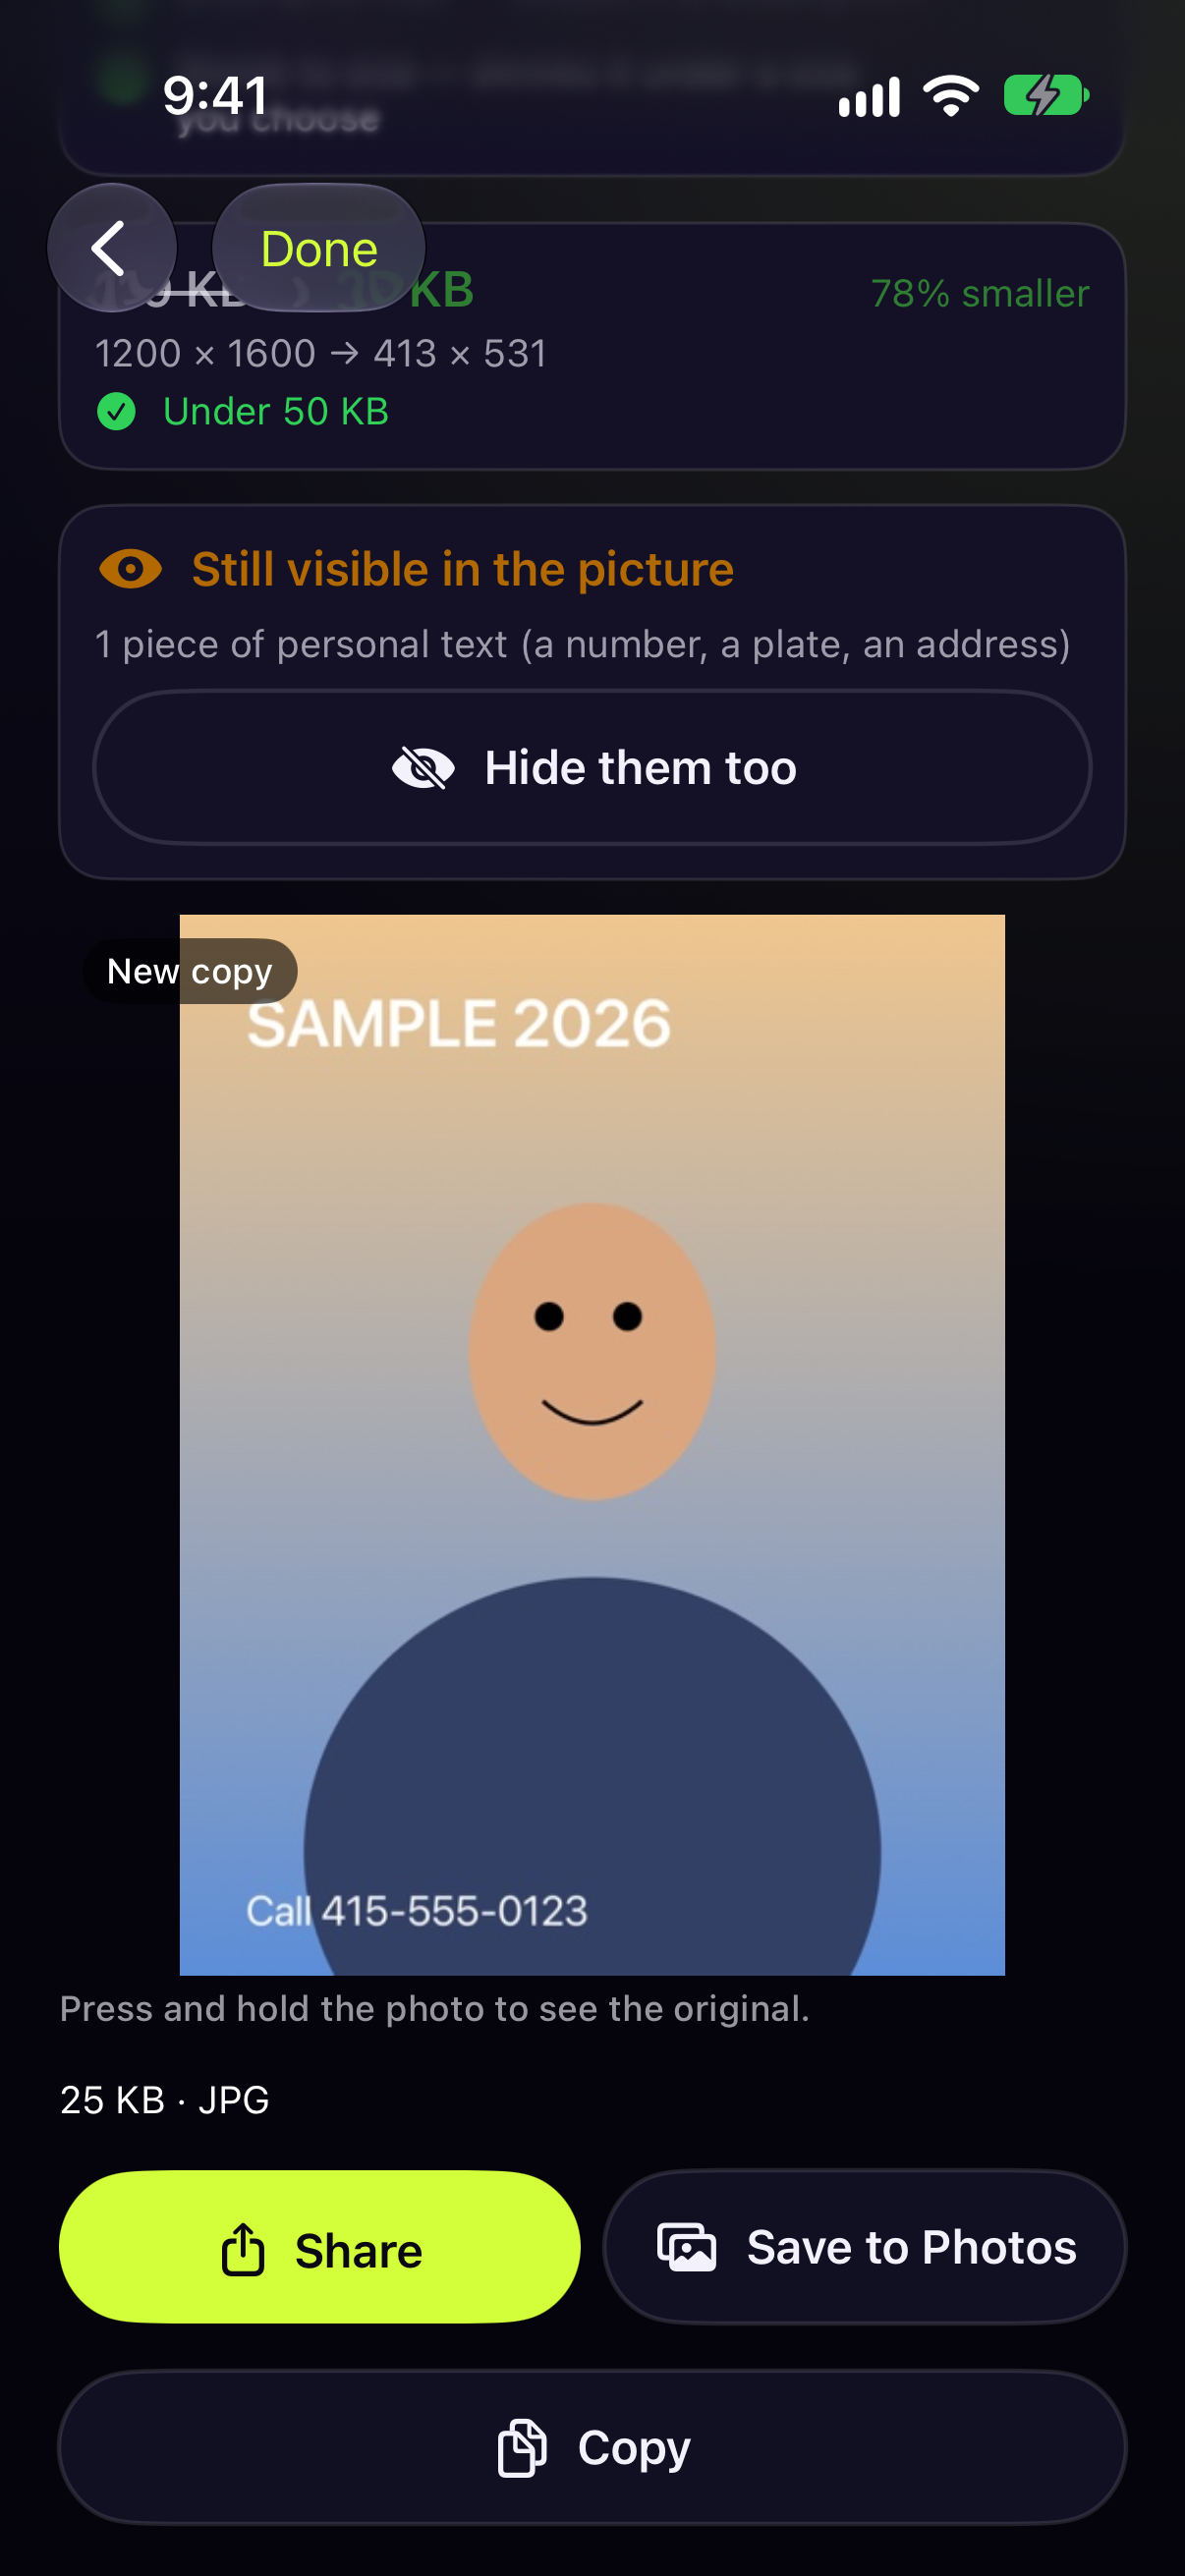 9:41
you choose
Done
KB
78% smaller
1200 × 1600 → 413 × 531
Under 50 KB
Still visible in the picture
1 piece of personal text (a number, a plate, an address)
Hide them too
New copy
SAMPLE 2026
Call 415-555-0123
Press and hold the photo to see the original.
25 KB · JPG
Share
Save to Photos
Copy